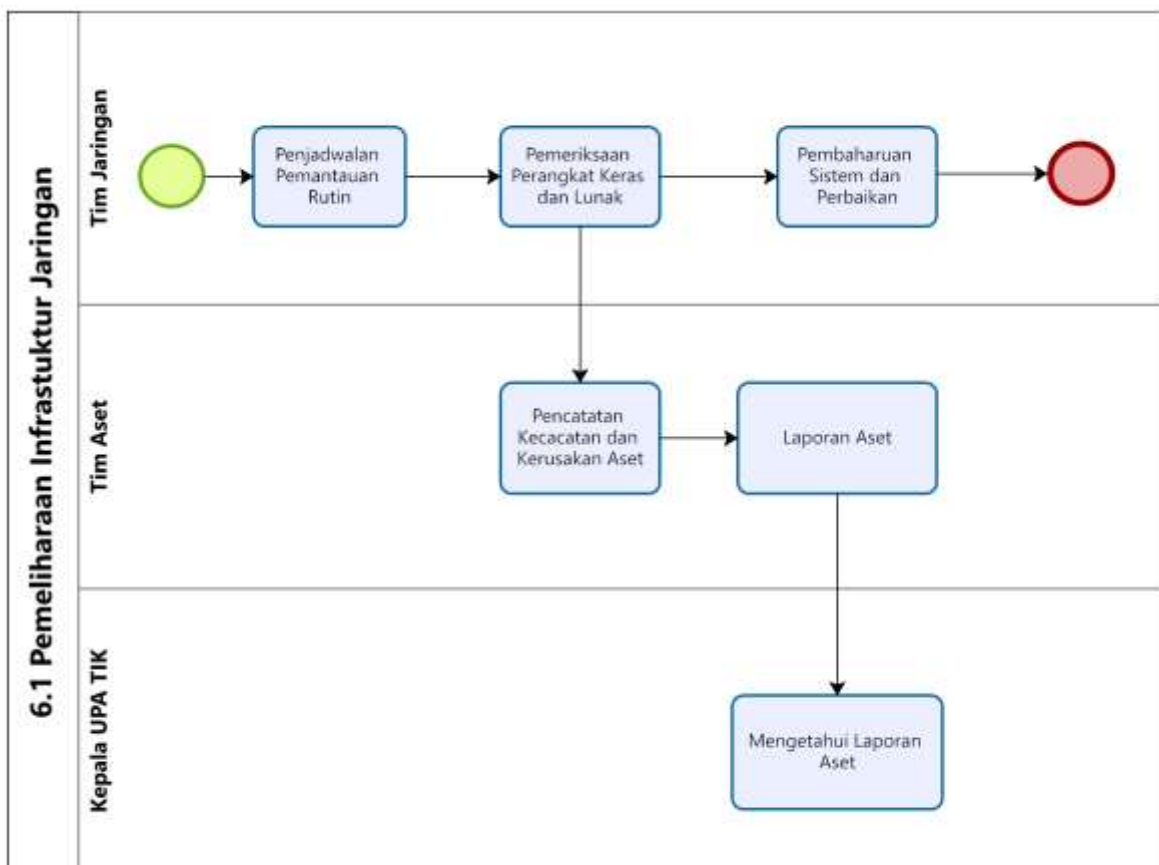 6.1 Pemeliharaan Infrastuktur Jaringan
Tim Jaringan
Penjadwalan
Pemantauan
Rutin
Pemeriksaan
Perangkat Keras
dan Lunak
Pembaharuan
Sistem dan
Perbaikan
Tim Aset
Pencatatan
Kecacatan dan
Kerusakan Aset
Laporan Aset
Kepala UPA TIK
Mengetahui Laporan
Aset